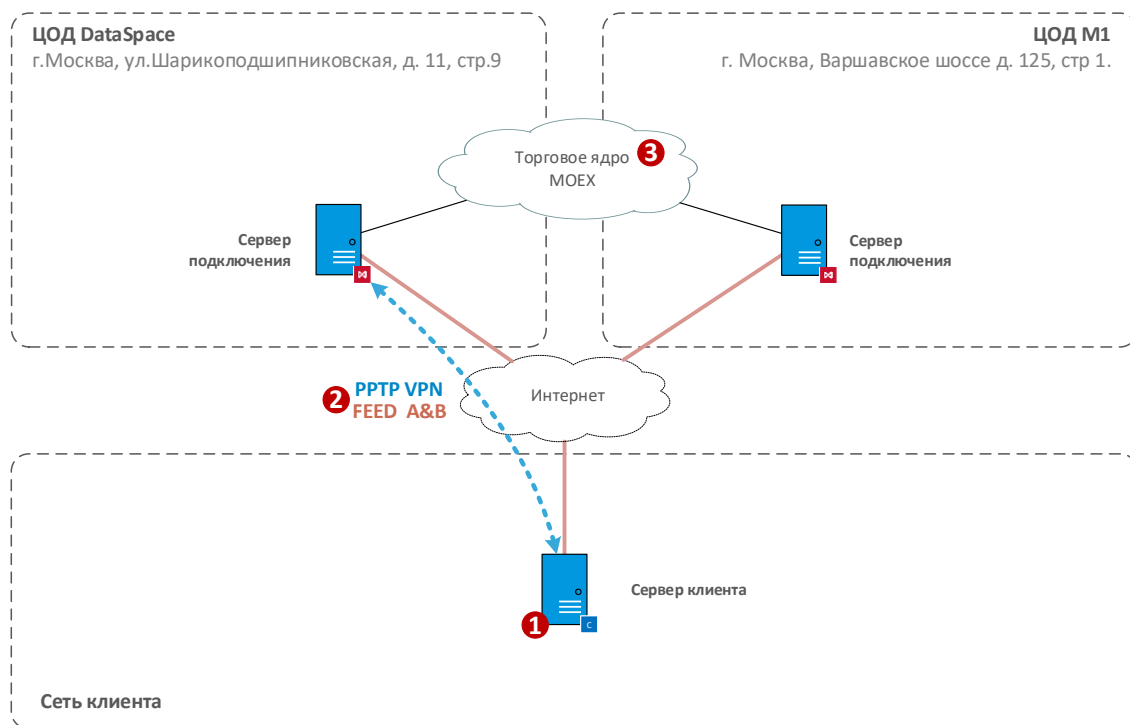 ЦОД DataSpace
г.Москва, ул.Шарикоподшипниковская, д. 11, стр.9
ЦОД М1
г. Москва, Варшавское шоссе д. 125, стр 1.
Торговое ядро 3
MOEX
Сервер
подключения
Сервер
подключения
2 PPTP VPN
FEED A&B
Интернет
Сервер клиента
1
C
Сеть клиента